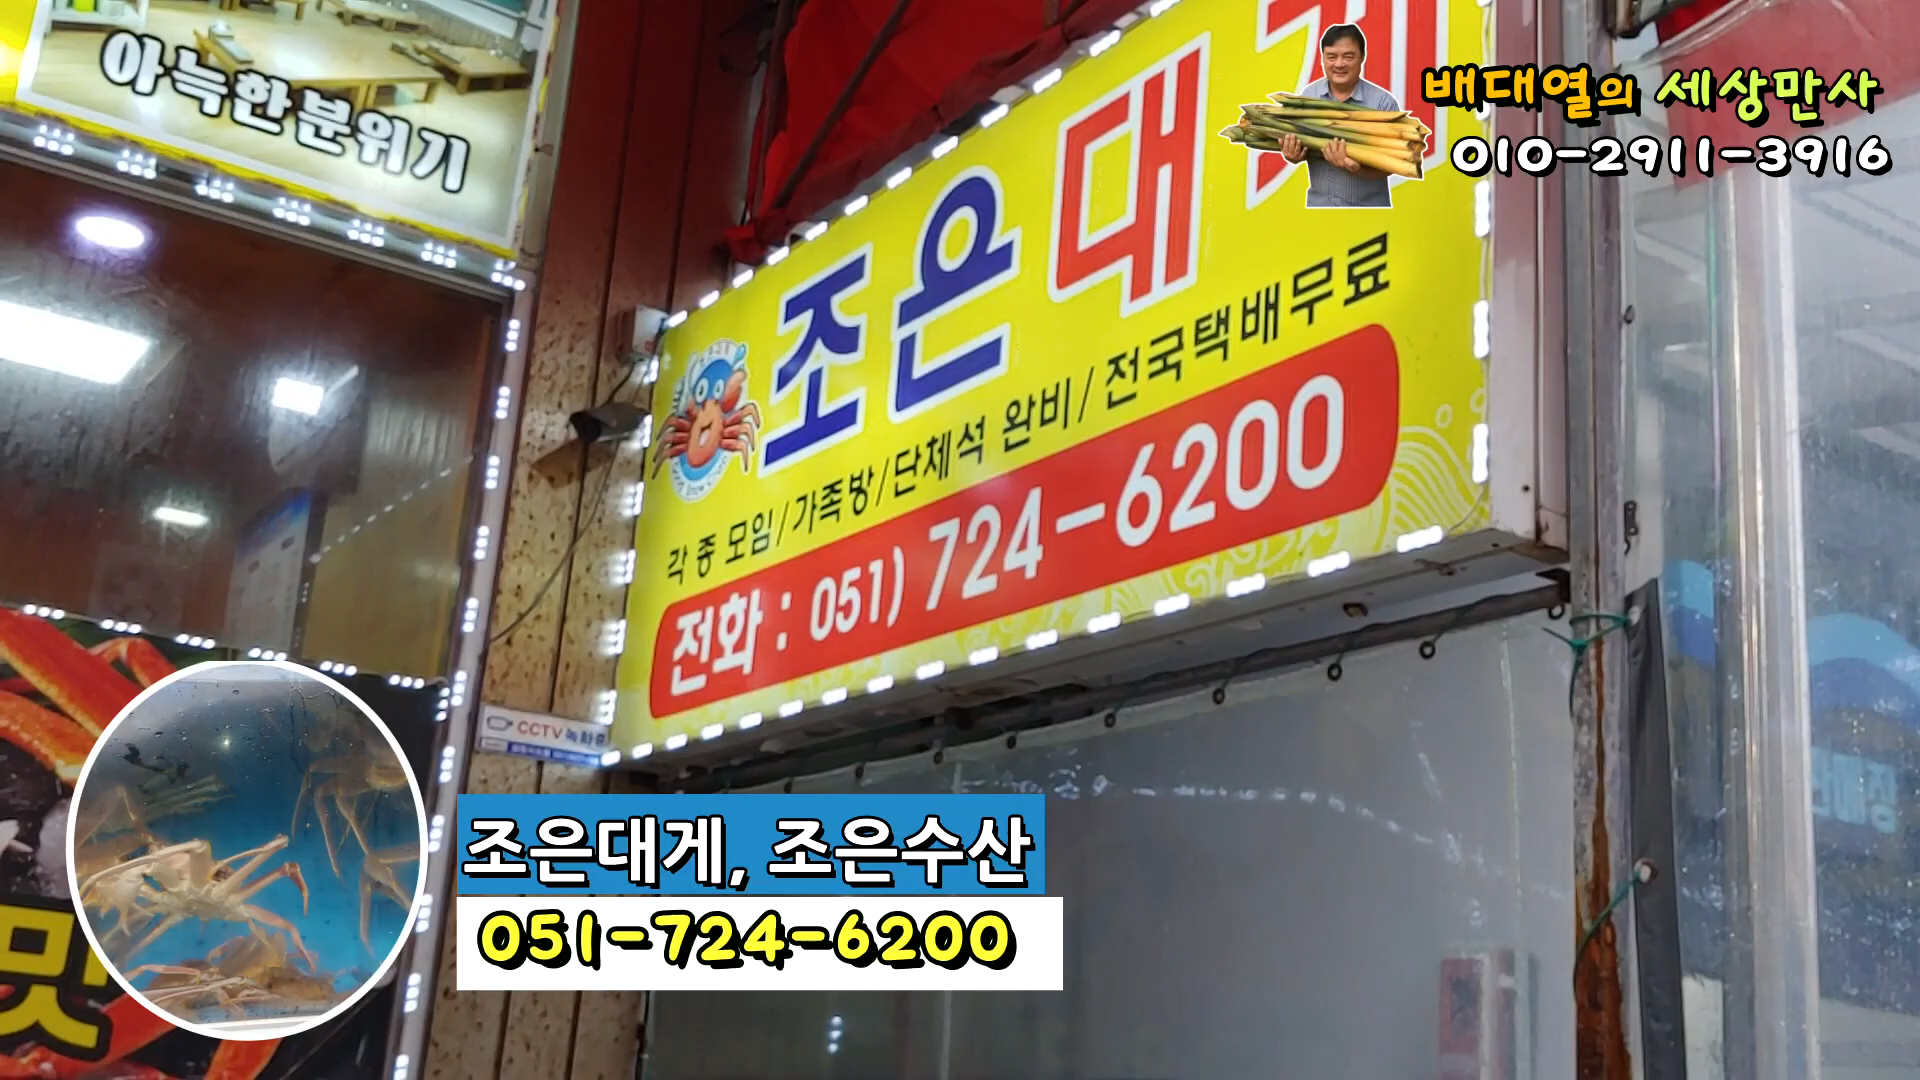 아늑한분위기
배대열의 세상만사
010-2911-3916
조은대게
각종 모임/가족방/단체석 완비/전국택배무료
전화 : 051) 724-6200
CCTV 녹화중
조은대게, 조은수산
051-724-6200
맛